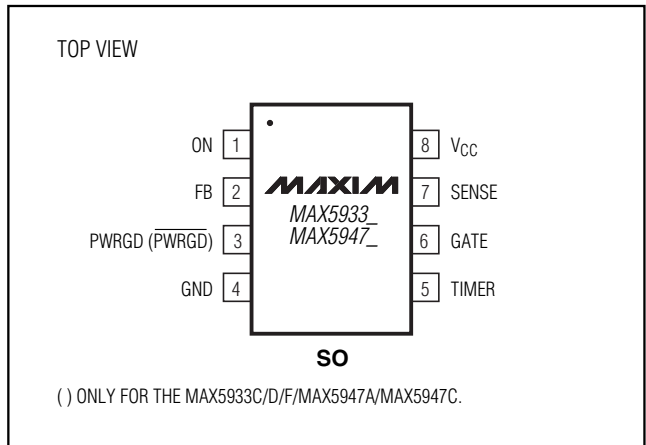 TOP VIEW
ON 1
FB 2
PWRGD (PWRGD) 3
GND 4
MAXIM
MAX5933_
MAX5947_
8 VCC
7 SENSE
6 GATE
5 TIMER
SO
( ) ONLY FOR THE MAX5933C/D/F/MAX5947A/MAX5947C.